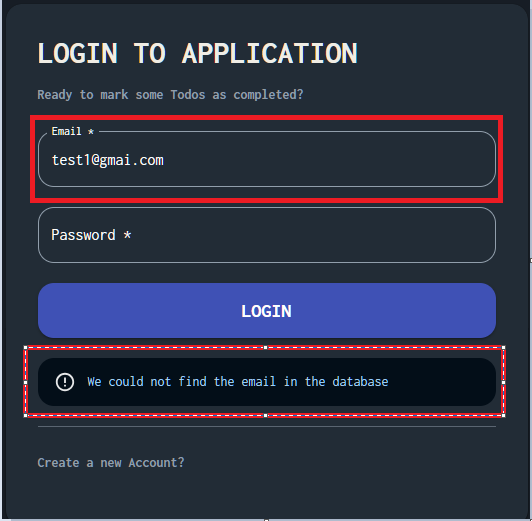 LOGIN TO APPLICATION
Ready to mark some Todos as completed?
Email *
test1@gmai.com
Password *
LOGIN
We could not find the email in the database
Create a new Account?